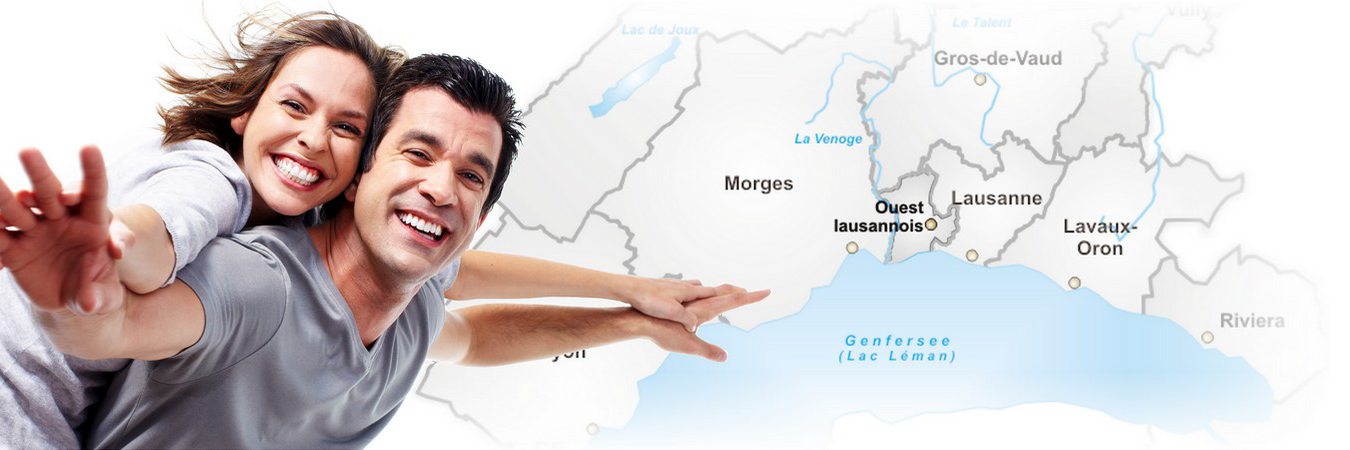 Lac de Joux
Le Talent
Gros-de-Vaud
La Venoge
Morges
Lausanne
Ouest
lausannois
Lavaux-
Oron
Riviera
Genfersee
(Lac Léman)